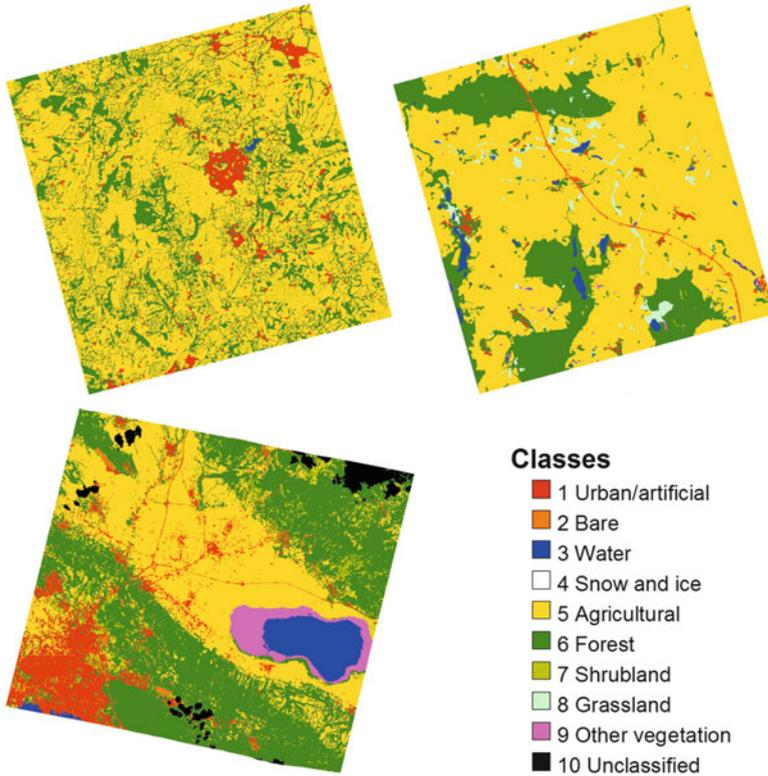 Classes
1 Urban/artificial
2 Bare
3 Water
4 Snow and ice
5 Agricultural
6 Forest
7 Shrubland
8 Grassland
9 Other vegetation
10 Unclassified